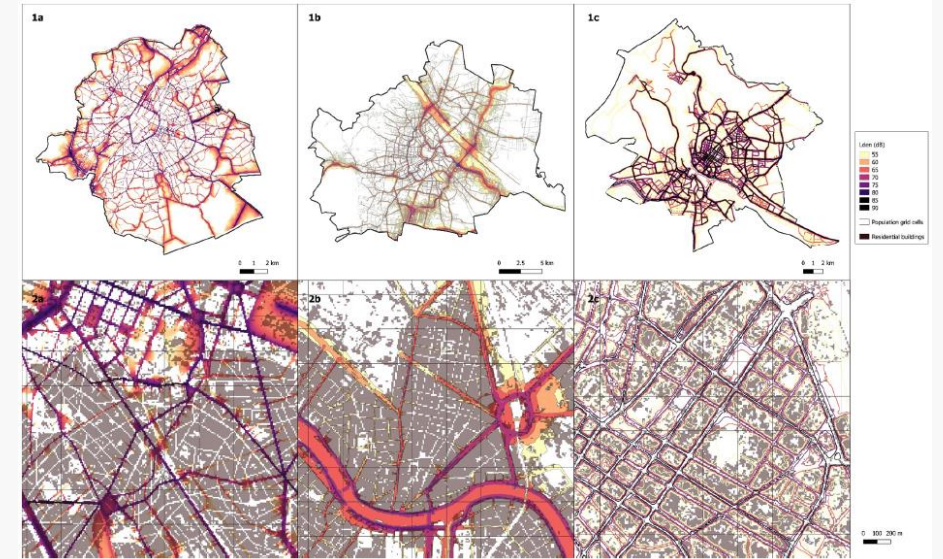 1a
1b
1c
0 1 2 km
0 2.5 5 km
0 1 2 km
Lden (dB)
55
60
65
70
75
80
85
90
Population grid cells
Residential buildings
2a
2b
2c
0 100 200 m